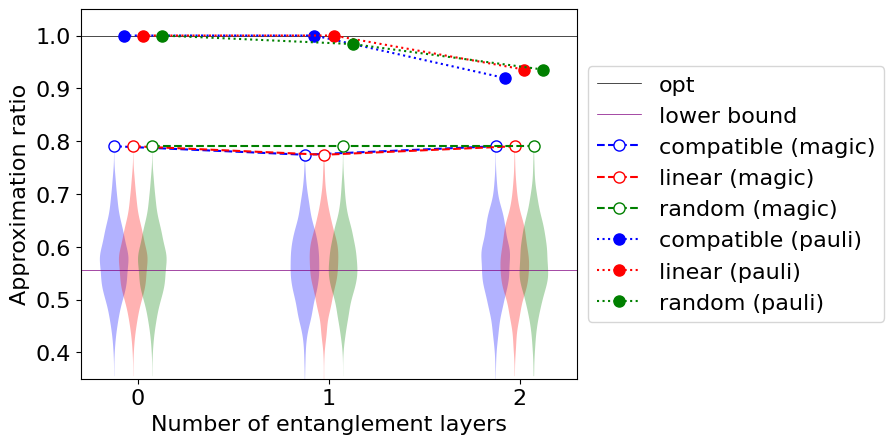 Approximation ratio
1.0
0.9
0.8
0.7
0.6
0.5
0.4
0
1
2
Number of entanglement layers
opt
lower bound
compatible (magic)
linear (magic)
random (magic)
compatible (pauli)
linear (pauli)
random (pauli)